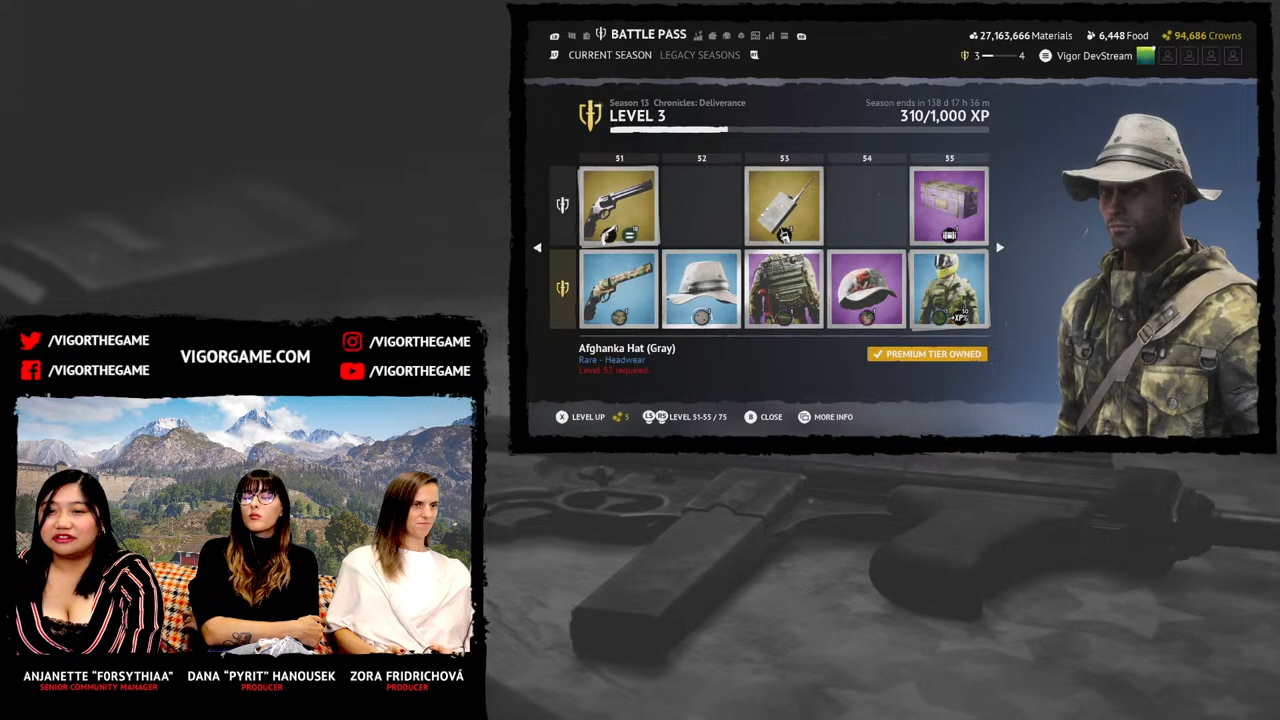 BATTLE PASS
27,163,666 Materials
6,448 Food
94,686 Crowns
CURRENT SEASON LEGACY SEASONS
3 4
Vigor DevStream
Season 13 Chronicles: Deliverance
Season ends in 138 d 17 h 36 m
LEVEL 3
310/1,000 XP
51 52 53 54 55
Afghanka Hat (Gray)
Rare - Headwear
Level 52 required.
PREMIUM TIER OWNED
X LEVEL UP 5
LS RS LEVEL 51-55 / 75
B CLOSE
MORE INFO
/VIGORTHEGAME
/VIGORTHEGAME
VIGORGAME.COM
/VIGORTHEGAME
/VIGORTHEGAME
ANJANETTE "FORSYTHIAA"
SENIOR COMMUNITY MANAGER
DANA "PYRIT" HANOUSEK
PRODUCER
ZORA FRIDRICHOVÁ
PRODUCER